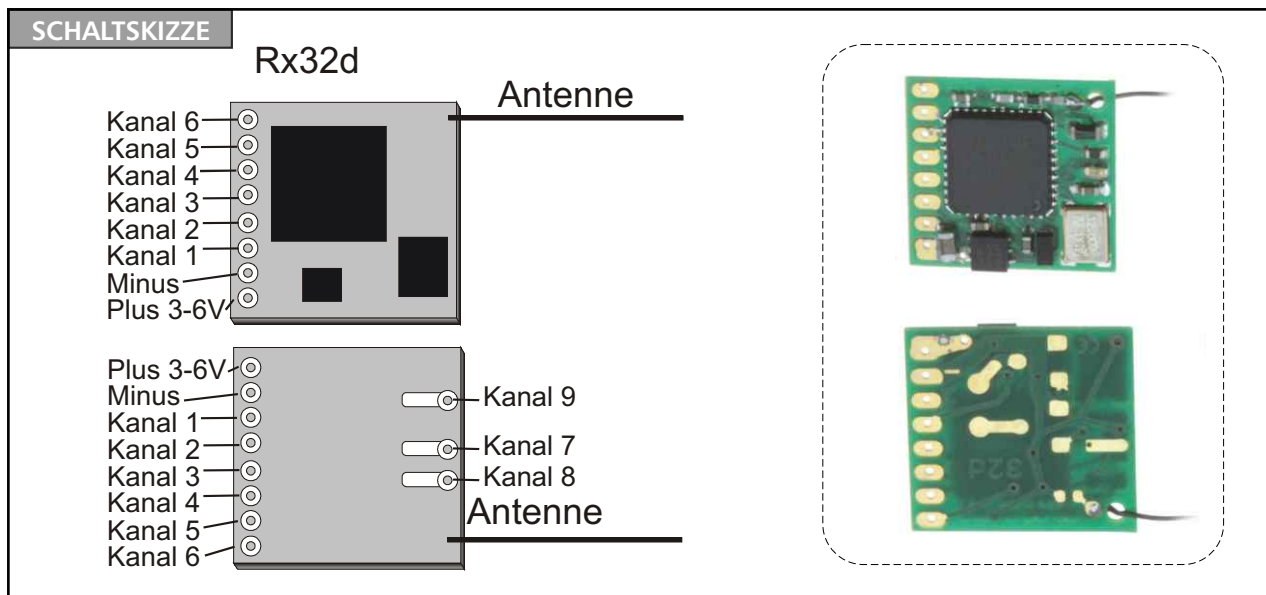 SCHALTSKIZZE
Rx32d
Antenne
Kanal 6
Kanal 5
Kanal 4
Kanal 3
Kanal 2
Kanal 1
Minus
Plus 3-6V
Plus 3-6V
Minus
Kanal 1
Kanal 2
Kanal 3
Kanal 4
Kanal 5
Kanal 6
Kanal 9
Kanal 7
Kanal 8
Antenne
32d